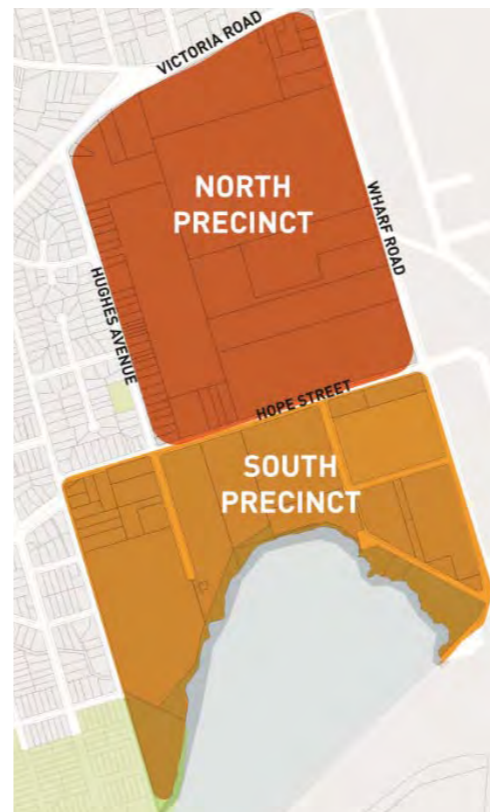 VICTORIA ROAD
NORTH
PRECINCT
WHARF ROAD
HUGHES AVENUE
HOPE STREET
SOUTH
PRECINCT